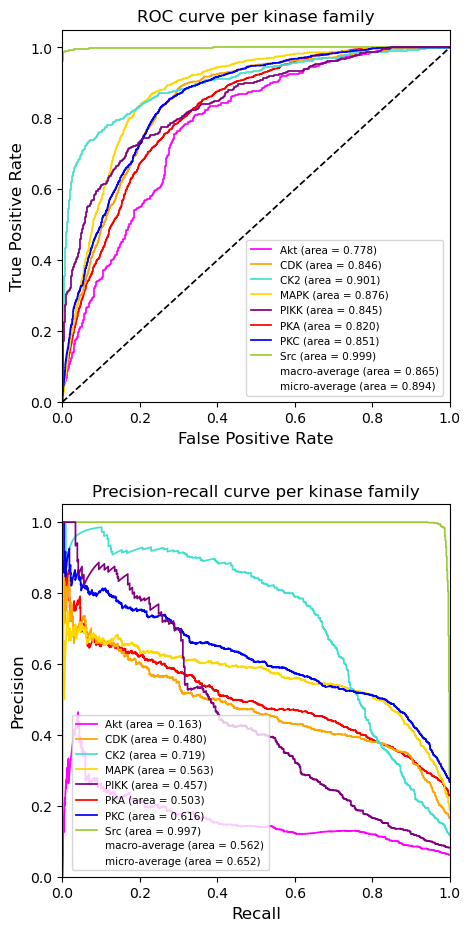 ROC curve per kinase family
True Positive Rate
1.0
0.8
0.6
0.4
0.2
0.0
Akt (area = 0.778)
CDK (area = 0.846)
CK2 (area = 0.901)
MAPK (area = 0.876)
PIKK (area = 0.845)
PKA (area = 0.820)
PKC (area = 0.851)
Src (area = 0.999)
macro-average (area = 0.865)
micro-average (area = 0.894)
0.0 0.2 0.4 0.6 0.8 1.0
False Positive Rate
Precision-recall curve per kinase family
Precision
1.0
0.8
0.6
0.4
0.2
0.0
Akt (area = 0.163)
CDK (area = 0.480)
CK2 (area = 0.719)
MAPK (area = 0.563)
PIKK (area = 0.457)
PKA (area = 0.503)
PKC (area = 0.616)
Src (area = 0.997)
macro-average (area = 0.562)
micro-average (area = 0.652)
0.0 0.2 0.4 0.6 0.8 1.0
Recall